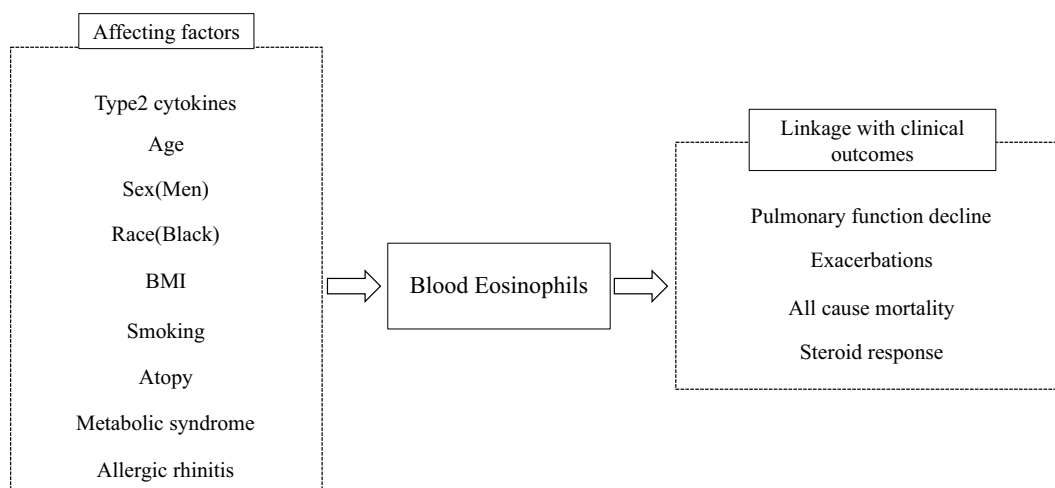 Affecting factors
Type2 cytokines
Age
Sex(Men)
Race(Black)
BMI
Smoking
Atopy
Metabolic syndrome
Allergic rhinitis
Blood Eosinophils
Linkage with clinical
outcomes
Pulmonary function decline
Exacerbations
All cause mortality
Steroid response